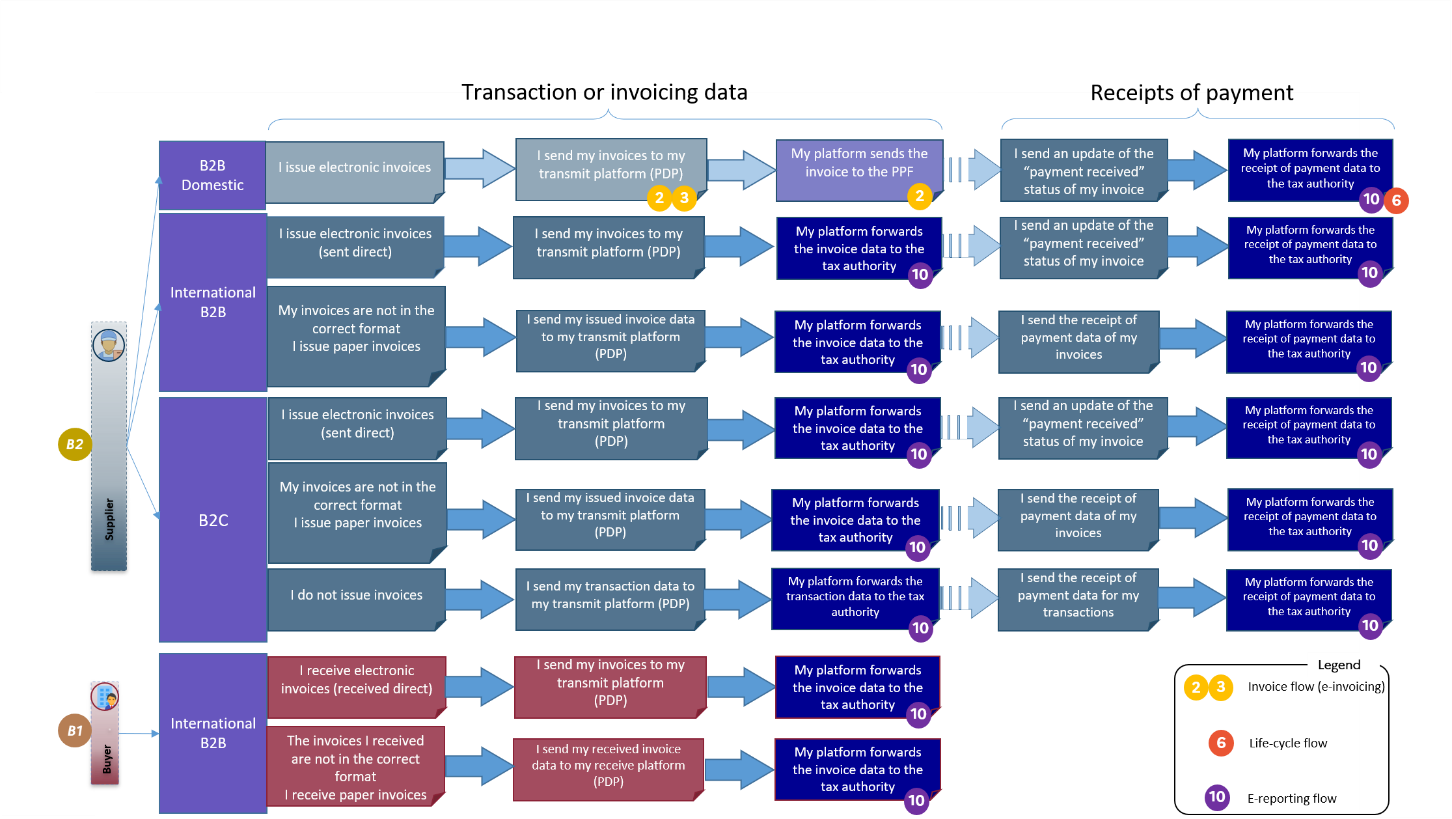 Transaction or invoicing data
Receipts of payment
B2B
Domestic
I issue electronic invoices
I send my invoices to my
transmit platform (PDP)
2 3
My platform sends the
invoice to the PPF
2
I send an update of the
“payment received”
status of my invoice
My platform forwards the
receipt of payment data to
the tax authority
10 6
International
B2B
I issue electronic invoices
(sent direct)
I send my invoices to my
transmit platform (PDP)
My platform forwards
the invoice data to the
tax authority
10
I send an update of the
“payment received”
status of my invoice
My platform forwards the
receipt of payment data to
the tax authority
10
My invoices are not in the
correct format
I issue paper invoices
I send my issued invoice data
to my transmit platform
(PDP)
My platform forwards
the invoice data to the
tax authority
10
I send the receipt of
payment data of my
invoices
My platform forwards the
receipt of payment data to
the tax authority
10
B2
Supplier
B2C
I issue electronic invoices
(sent direct)
I send my invoices to my
transmit platform
(PDP)
My platform forwards
the invoice data to the
tax authority
10
I send an update of the
“payment received”
status of my invoice
My platform forwards the
receipt of payment data to
the tax authority
10
My invoices are not in the
correct format
I issue paper invoices
I send my issued invoice data
to my transmit platform
(PDP)
My platform forwards
the invoice data to the
tax authority
10
I send the receipt of
payment data of my
invoices
My platform forwards the
receipt of payment data to
the tax authority
10
I do not issue invoices
I send my transaction data to
my transmit platform (PDP)
My platform forwards the
transaction data to the tax
authority
10
I send the receipt of
payment data for my
transactions
My platform forwards the
receipt of payment data to
the tax authority
10
B1
Buyer
International
B2B
I receive electronic
invoices (received direct)
I send my invoices to my
transmit platform
(PDP)
My platform forwards
the invoice data to the
tax authority
10
The invoices I received
are not in the correct
format
I receive paper invoices
I send my received invoice
data to my receive platform
(PDP)
My platform forwards
the invoice data to the
tax authority
10
Legend
2 3 Invoice flow (e-invoicing)
6 Life-cycle flow
10 E-reporting flow